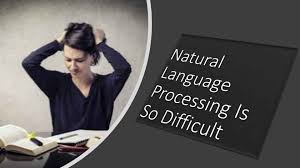 Natural
Language
Processing Is
So Difficult